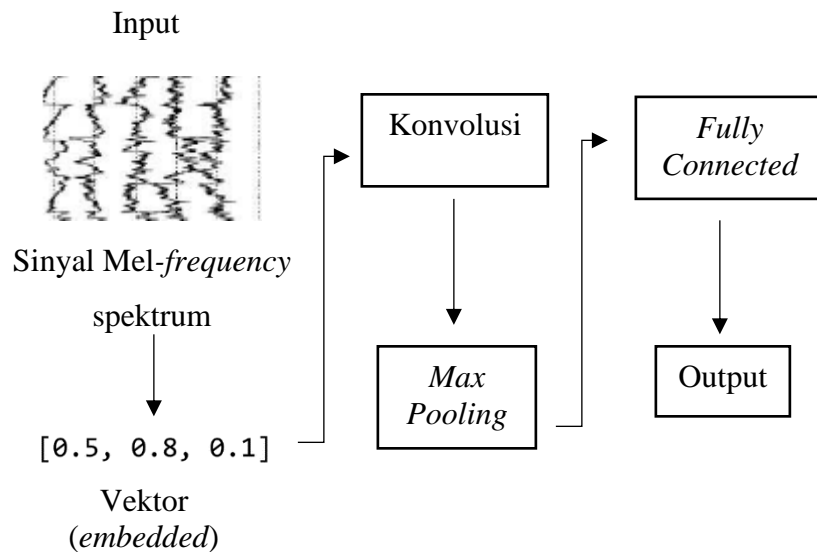 Input
Sinyal Mel-frequency
spektrum
[0.5, 0.8, 0.1]
Vektor
(embedded)
Konvolusi
Max
Pooling
Fully
Connected
Output